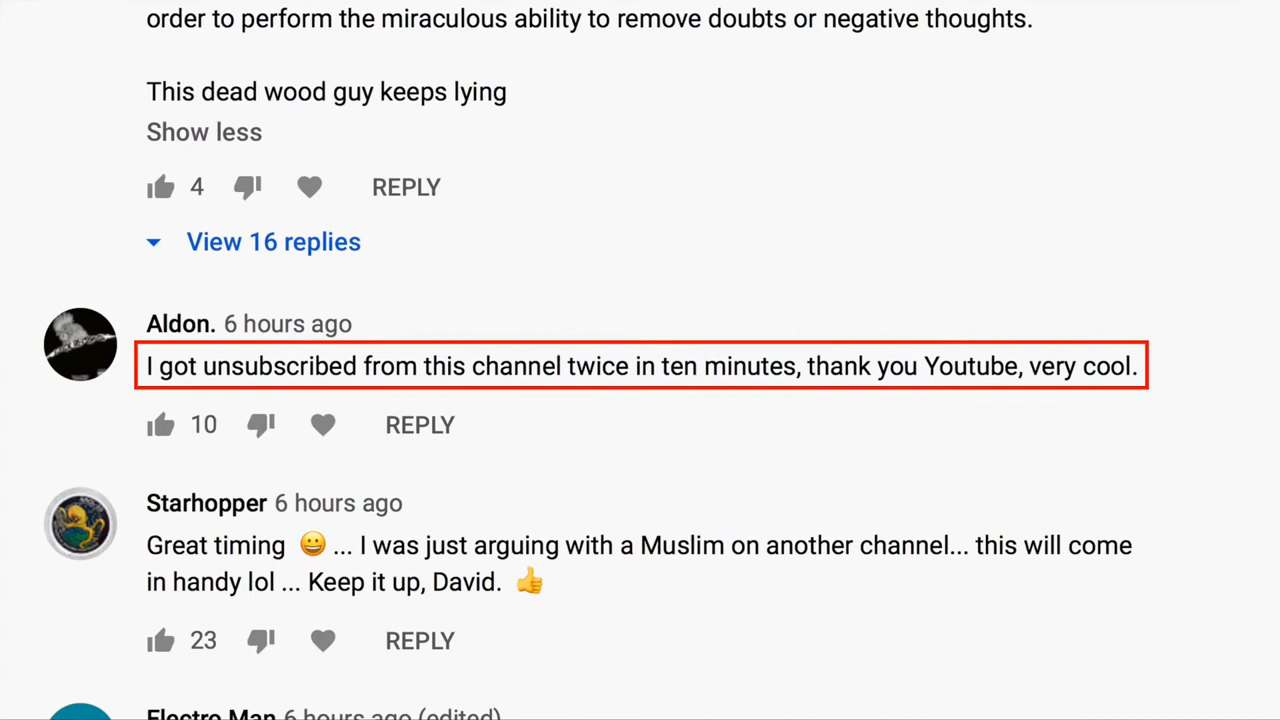 order to perform the miraculous ability to remove doubts or negative thoughts.
This dead wood guy keeps lying
Show less
4 REPLY
View 16 replies
Aldon. 6 hours ago
I got unsubscribed from this channel twice in ten minutes, thank you Youtube, very cool.
10 REPLY
Starhopper 6 hours ago
Great timing 😀 ... I was just arguing with a Muslim on another channel... this will come
in handy lol ... Keep it up, David. 👍
23 REPLY
Electro Man 6 hours ago (edited)